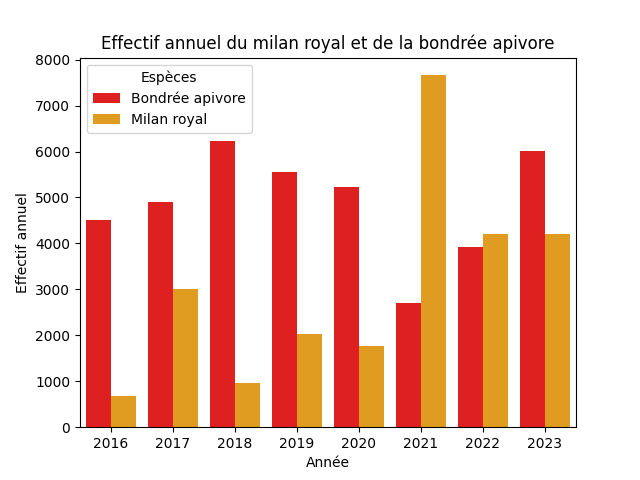 Effectif annuel du milan royal et de la bondrée apivore
Espèces
Bondrée apivore
Milan royal
Effectif annuel
8000
7000
6000
5000
4000
3000
2000
1000
0
2016 2017 2018 2019 2020 2021 2022 2023
Année